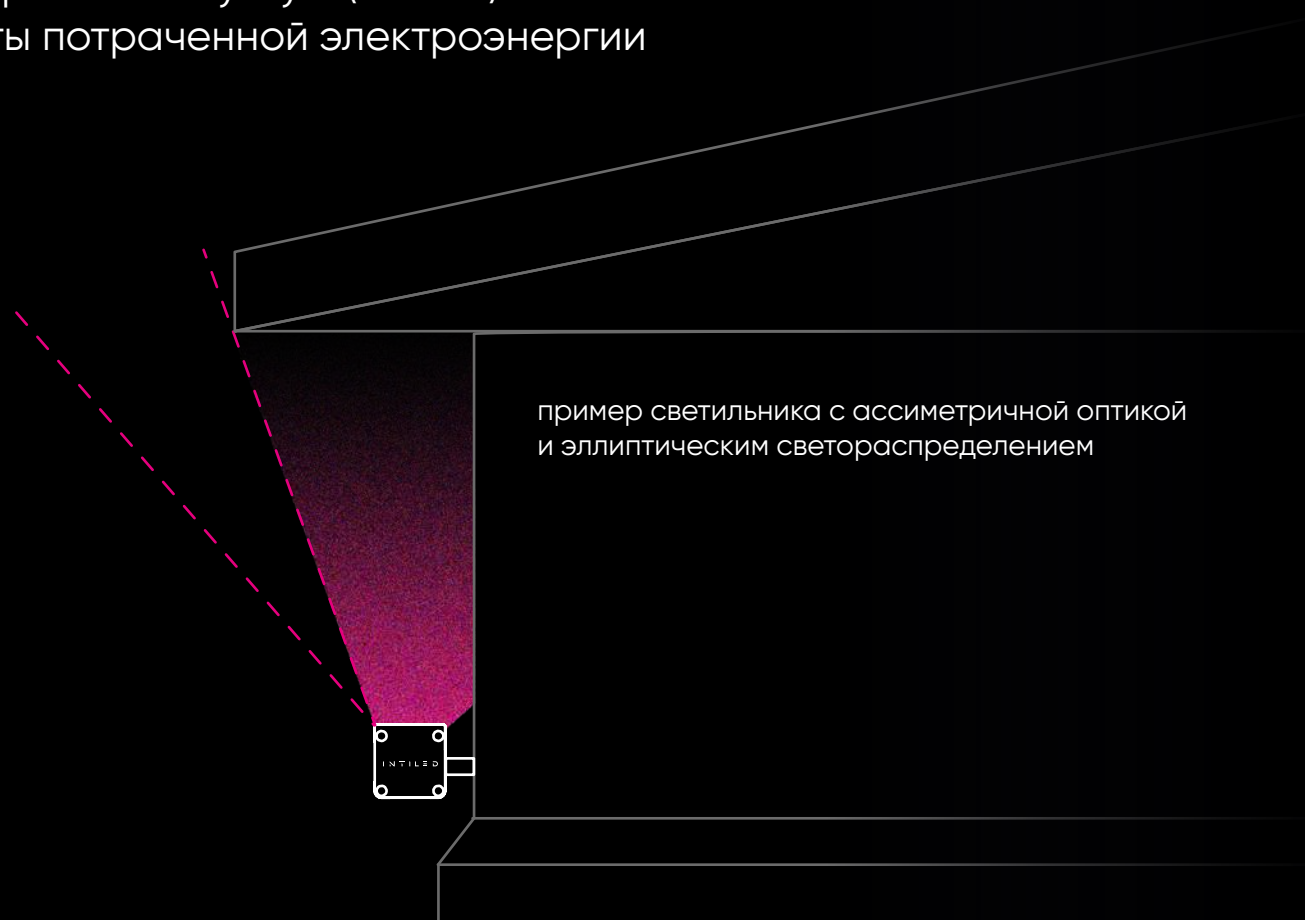 ты потраченной электроэнергии
пример светильника с ассиметричной оптикой
и эллиптическим светораспределением
INTILED